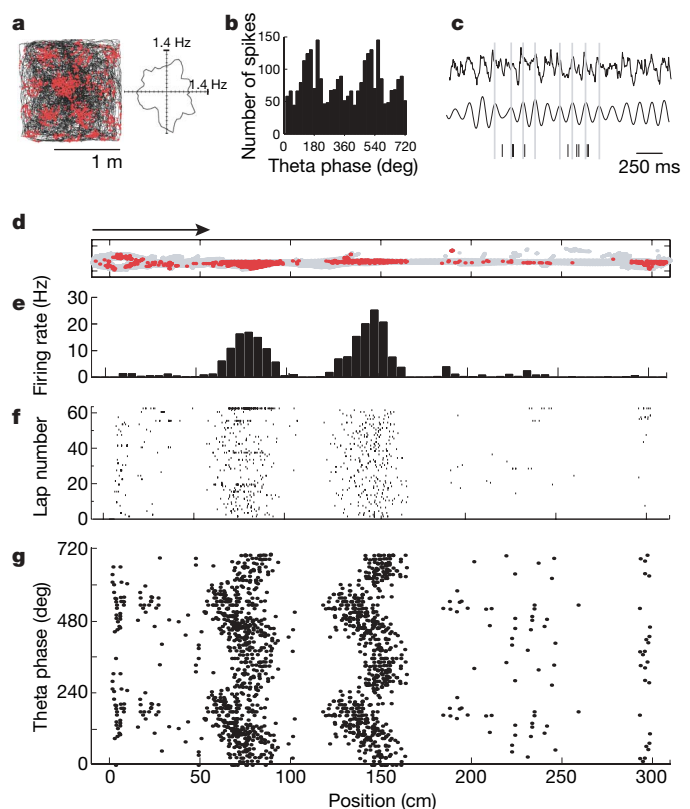 a
1.4 Hz
1.4 Hz
1 m
b
Number of spikes
150
100
50
0
0 180 360 540 720
Theta phase (deg)
c
250 ms
d
e
Firing rate (Hz)
30
20
10
0
f
Lap number
60
40
20
0
g
Theta phase (deg)
720
480
240
0
0 50 100 150 200 250 300
Position (cm)